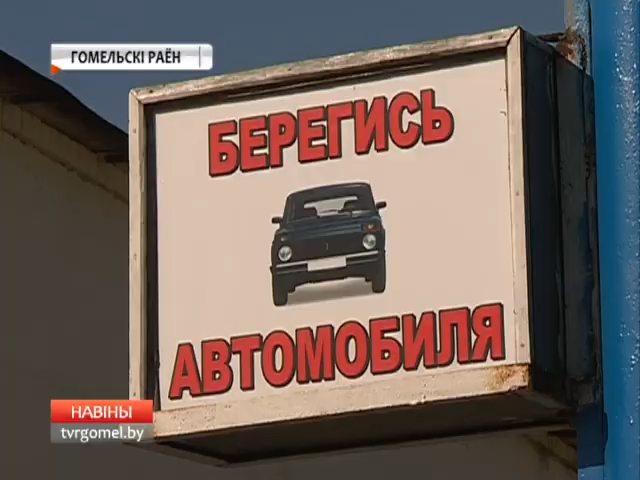 ГОМЕЛЬСКІ РАЁН
БЕРЕГИСЬ
АВТОМОБИЛЯ
НАВІНЫ
tvrgomel.by